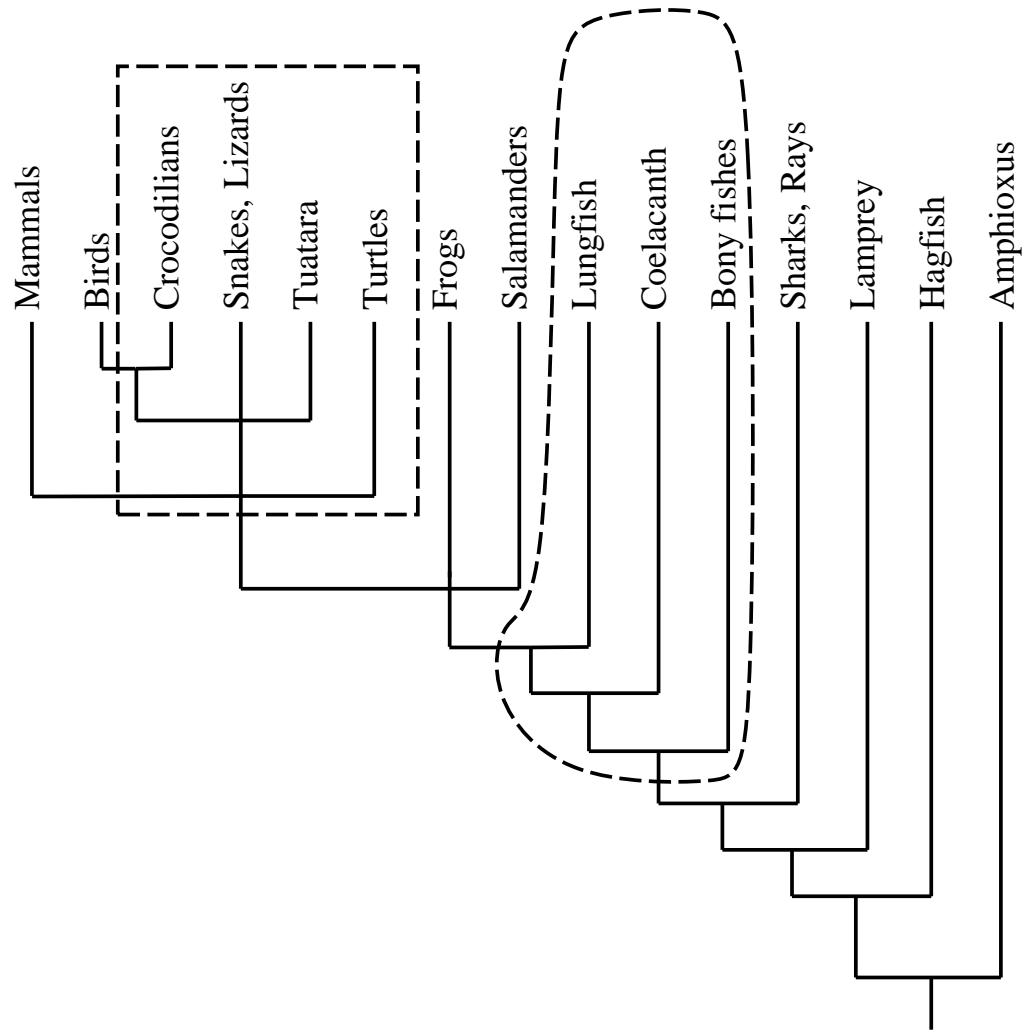 Mammals
Birds
Crocodilians
Snakes, Lizards
Tuatara
Turtles
Frogs
Salamanders
Lungfish
Coelacanth
Bony fishes
Sharks, Rays
Lamprey
Hagfish
Amphioxus